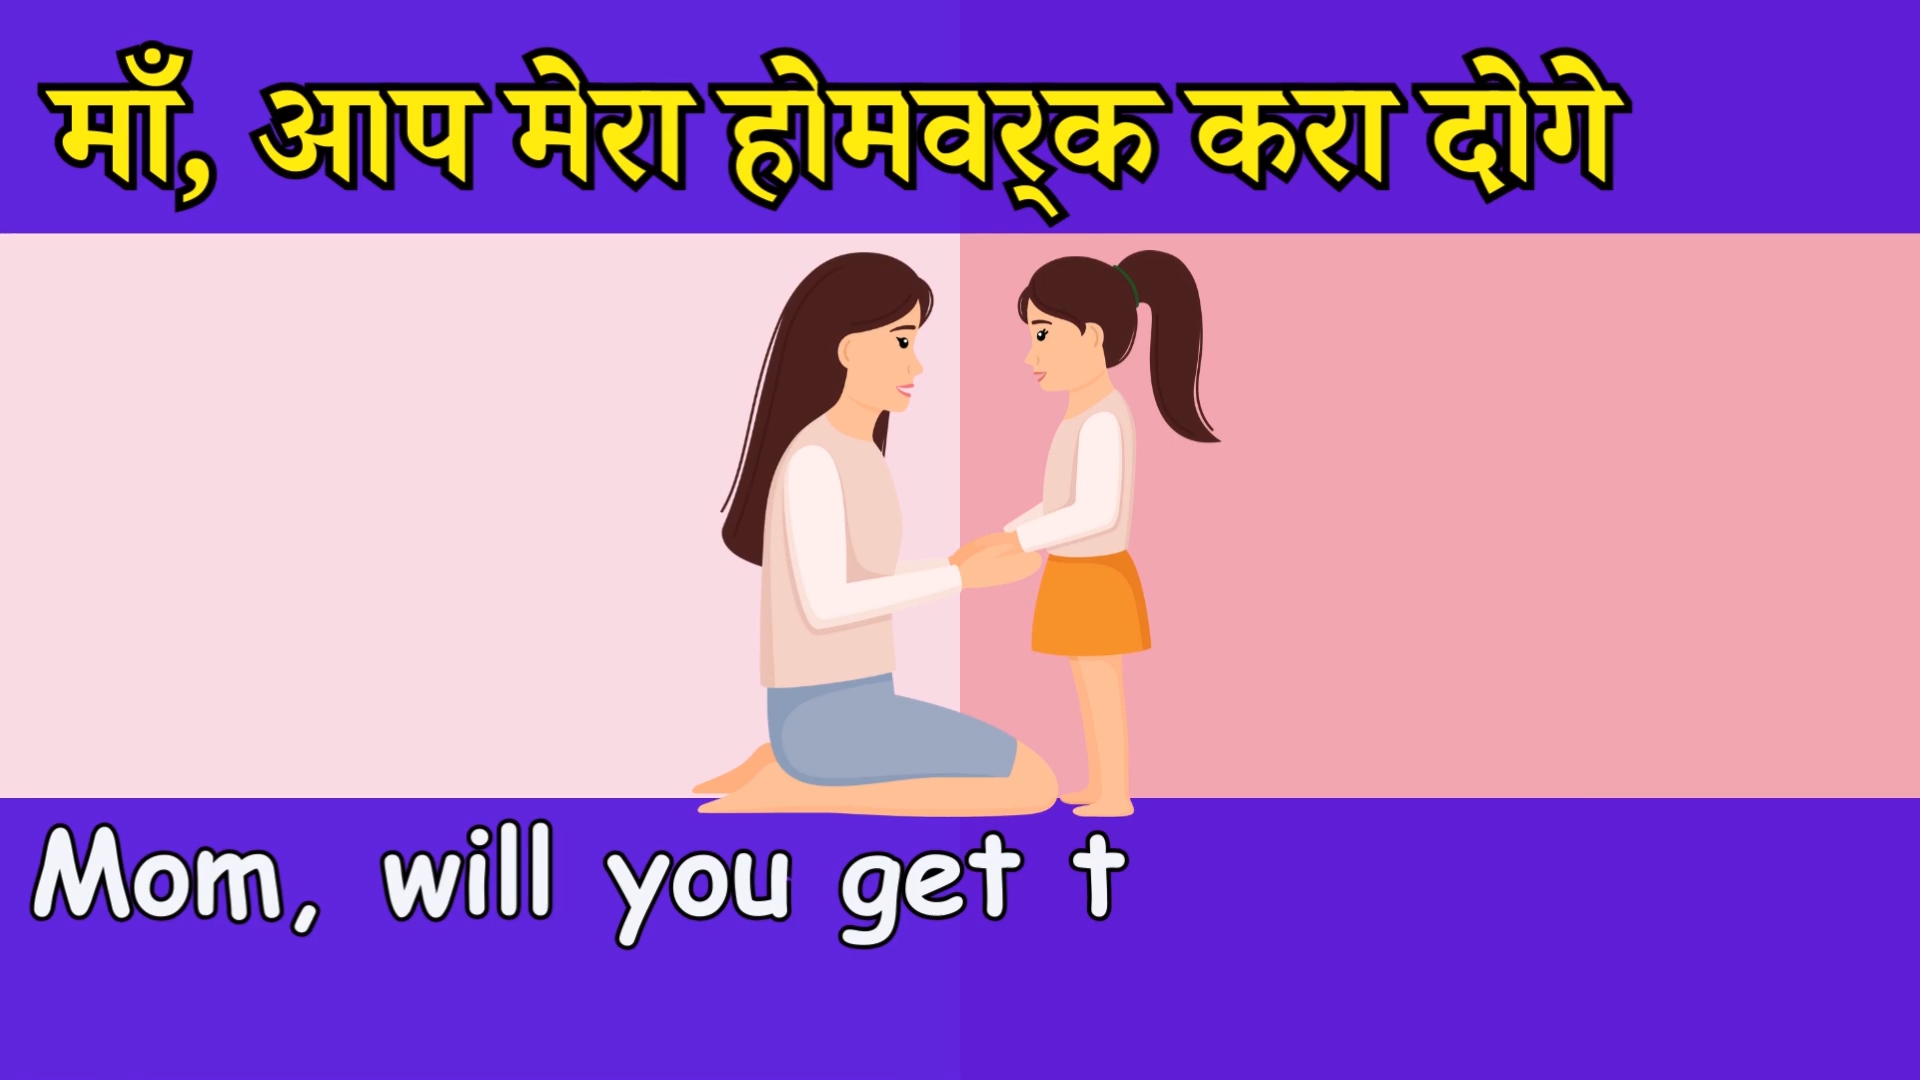 माँ, आप मेरा होमवर्‌क करा दोगे
Mom, will you get t